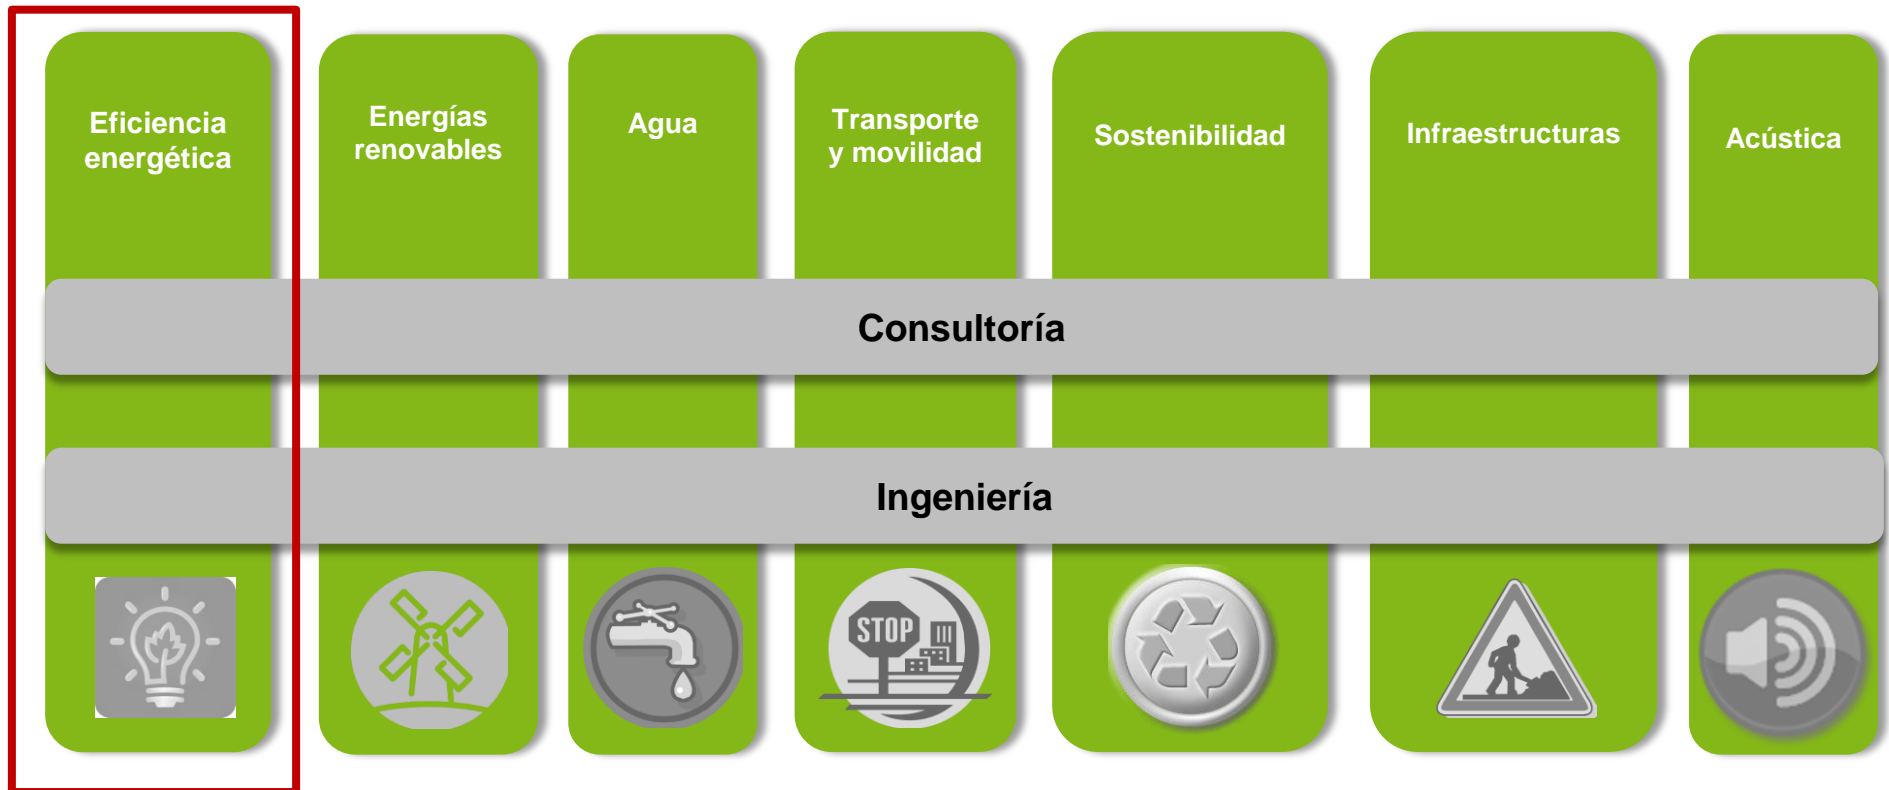 Eficiencia
energética
Energías
renovables
Agua
Transporte
y movilidad
Sostenibilidad
Infraestructuras
Acústica
Consultoría
Ingeniería
STOP